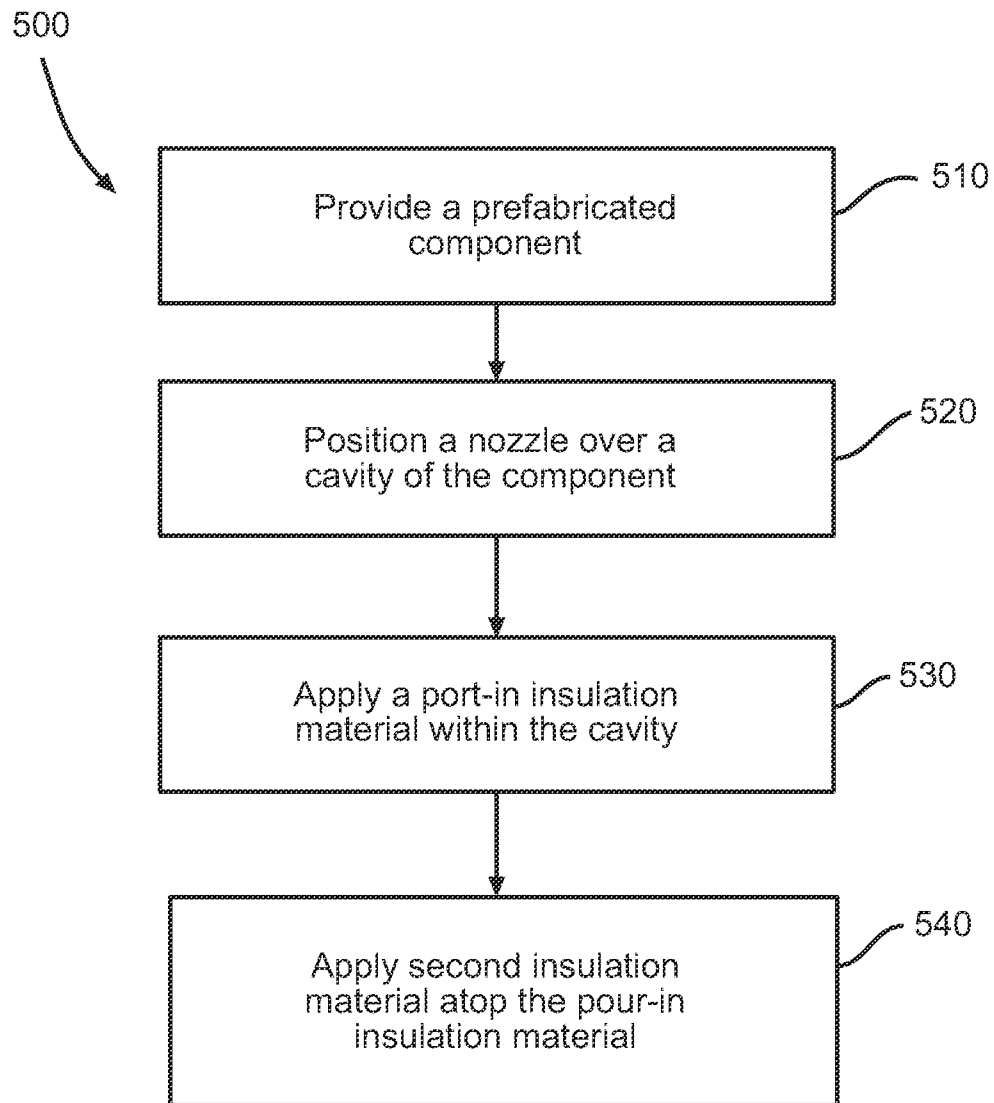 500
510
Provide a prefabricated
component
520
Position a nozzle over a
cavity of the component
530
Apply a port-in insulation
material within the cavity
540
Apply second insulation
material atop the pour-in
insulation material